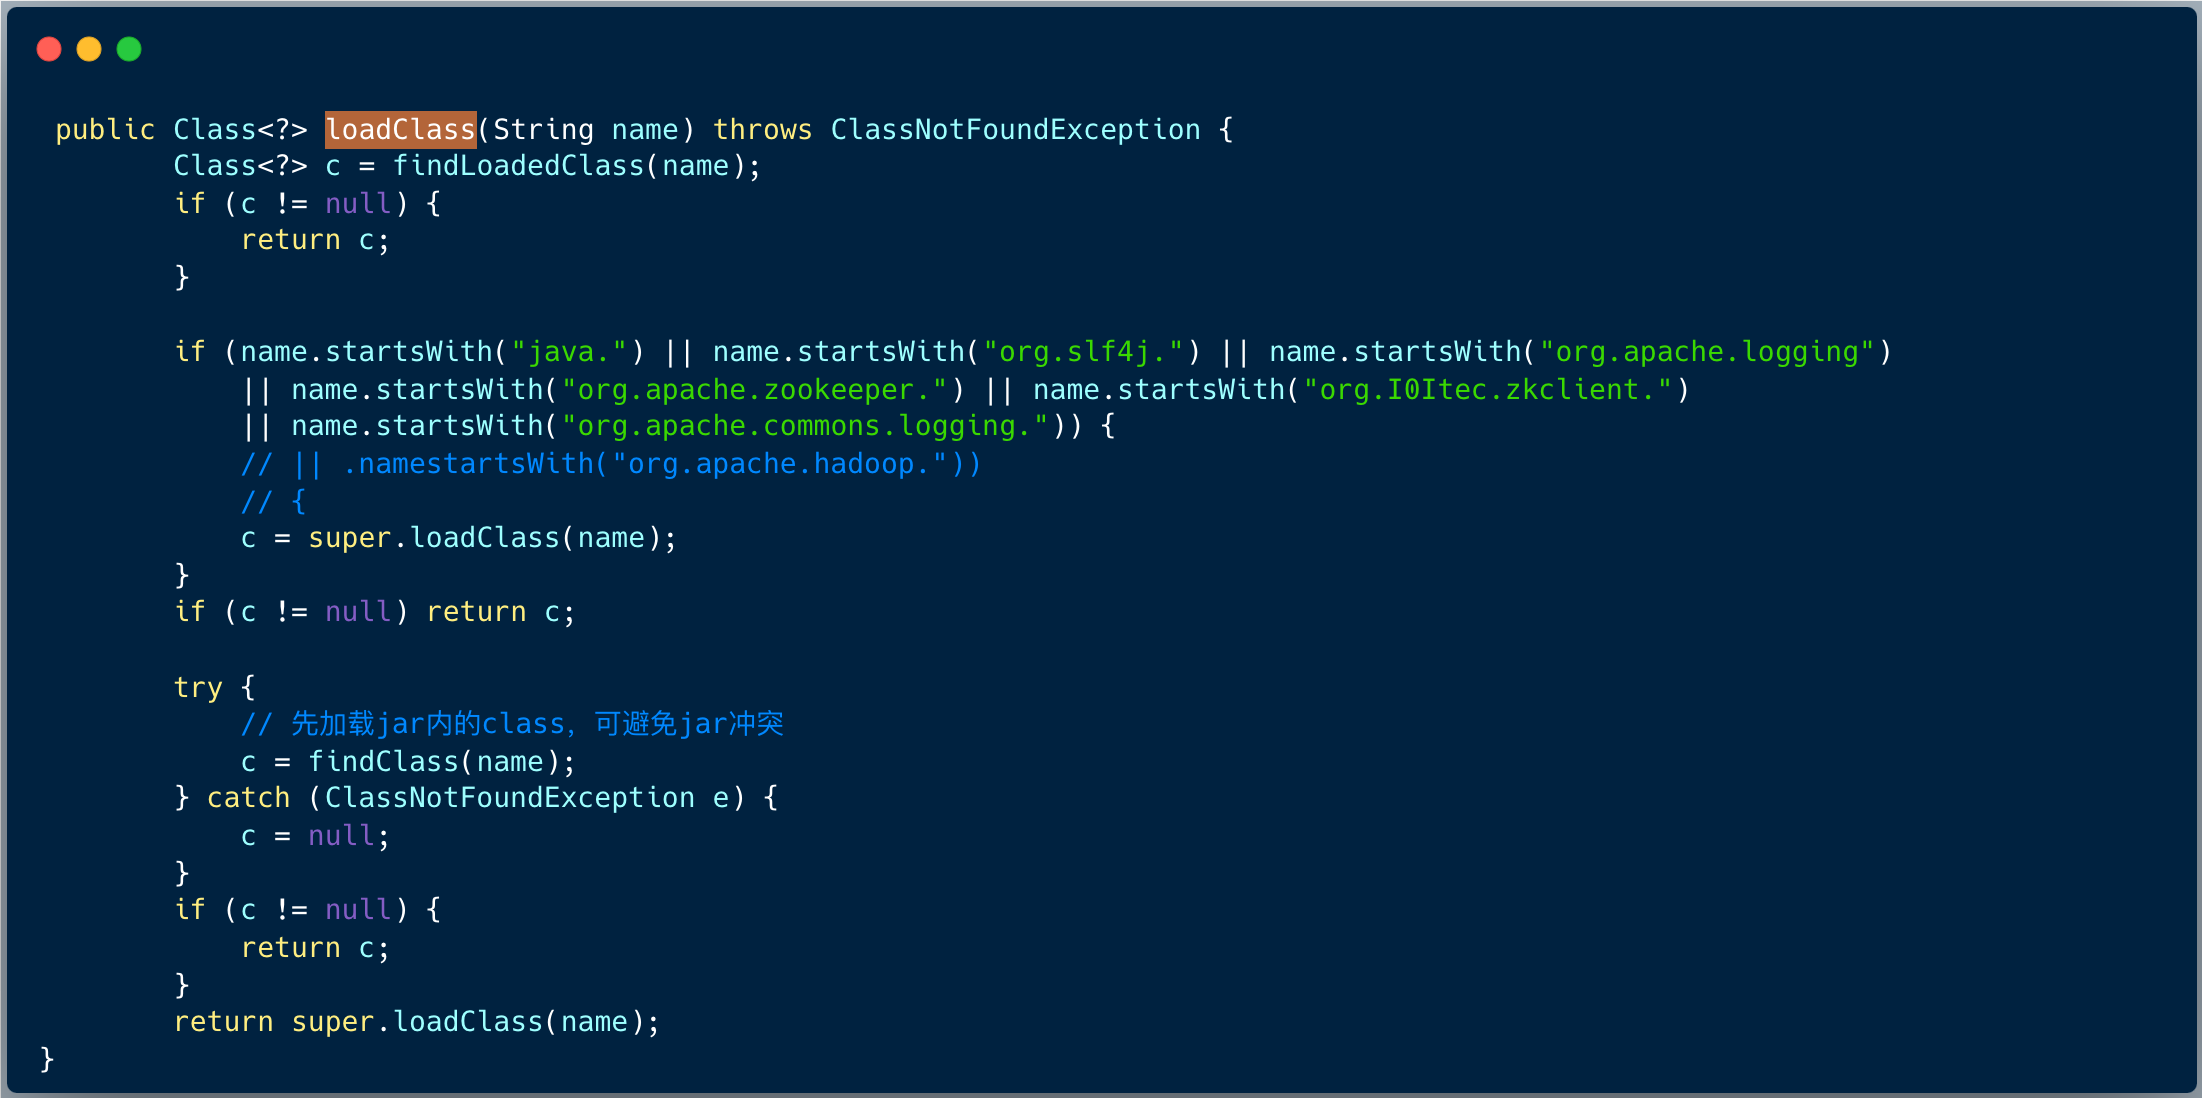 public Class<?> loadClass(String name) throws ClassNotFoundException {
Class<?> c = findLoadedClass(name);
if (c != null) {
return c;
}
if (name.startsWith("java.") || name.startsWith("org.slf4j.") || name.startsWith("org.apache.logging")
|| name.startsWith("org.apache.zookeeper.") || name.startsWith("org.I0Itec.zkclient.")
|| name.startsWith("org.apache.commons.logging.")) {
// || .namestartsWith("org.apache.hadoop."))
// {
c = super.loadClass(name);
}
if (c != null) return c;
try {
// 先加载jar内的class，可避免jar冲突
c = findClass(name);
} catch (ClassNotFoundException e) {
c = null;
}
if (c != null) {
return c;
}
return super.loadClass(name);
}